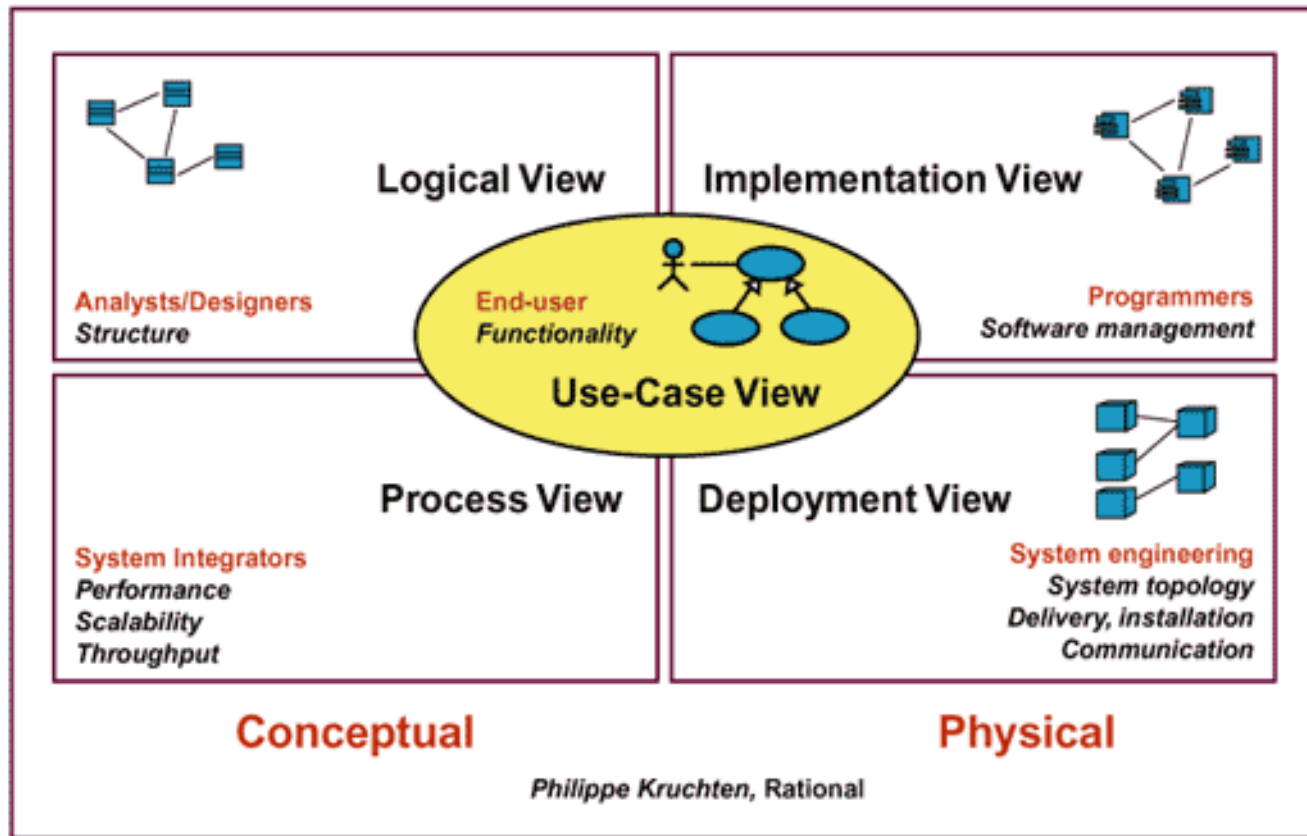 Logical View
Analysts/Designers
Structure
Implementation View
Programmers
Software management
End-user
Functionality
Use-Case View
Process View
System Integrators
Performance
Scalability
Throughput
Deployment View
System engineering
System topology
Delivery, installation
Communication
Conceptual
Physical
Philippe Kruchten, Rational